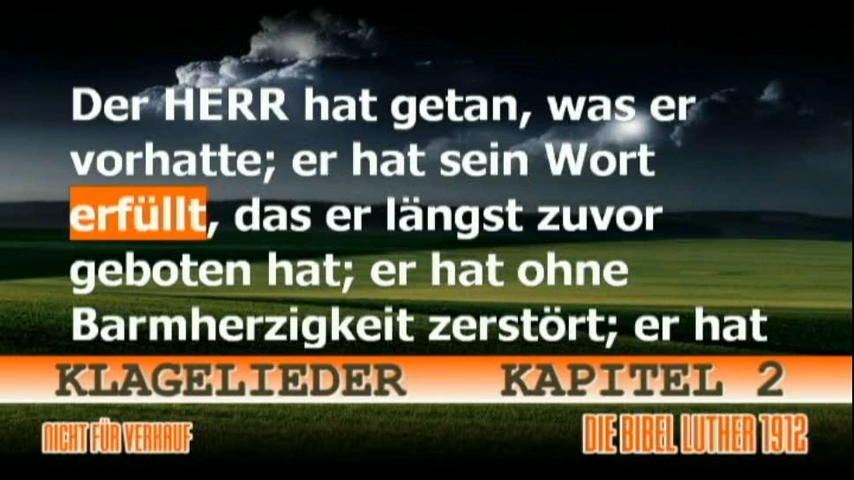 Der HERR hat getan, was er
vorhatte; er hat sein Wort
erfüllt, das er längst zuvor
geboten hat; er hat ohne
Barmherzigkeit zerstört; er hat
KLAGELIEDER KAPITEL 2
NICHT FÜR VERKAUF
DIE BIBEL LUTHER 1912